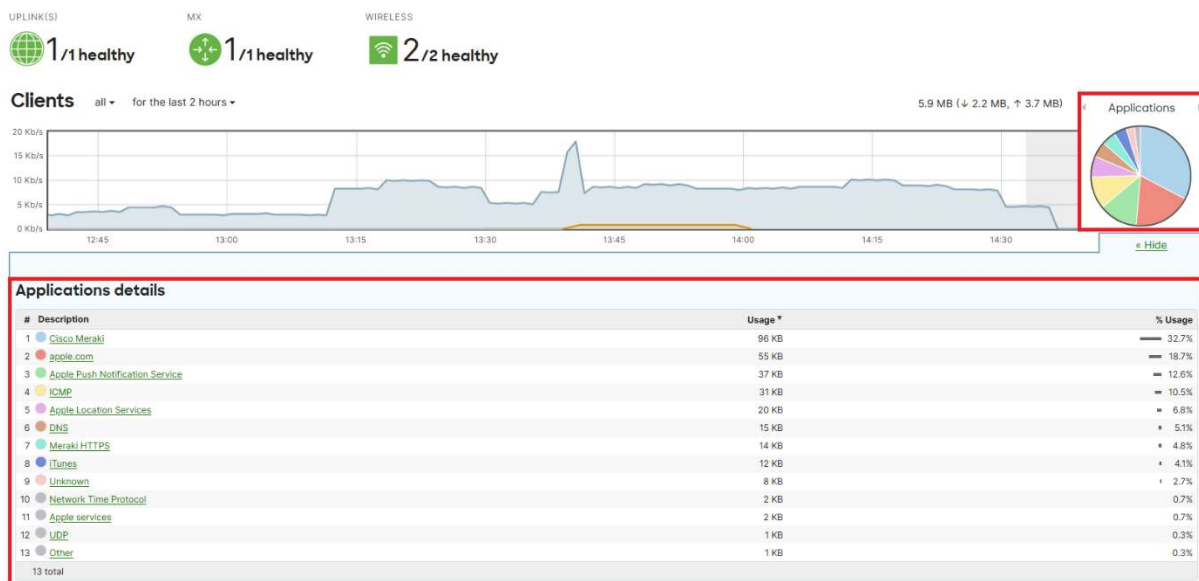 UPLINK(S) MX WIRELESS
1/1 healthy 1/1 healthy 2/2 healthy
Clients all for the last 2 hours 5.9 MB (↓ 2.2 MB, ↑ 3.7 MB)
Applications
20 Kb/s
15 Kb/s
10 Kb/s
5 Kb/s
0 Kb/s
12:45 13:00 13:15 13:30 13:45 14:00 14:15 14:30
« Hide
Applications details
# Description Usage ▼ % Usage
1 Cisco Meraki 96 KB 32.7%
2 apple.com 55 KB 18.7%
3 Apple Push Notification Service 37 KB 12.6%
4 ICMP 31 KB 10.5%
5 Apple Location Services 20 KB 6.8%
6 DNS 15 KB 5.1%
7 Meraki HTTPS 14 KB 4.8%
8 iTunes 12 KB 4.1%
9 Unknown 8 KB 2.7%
10 Network Time Protocol 2 KB 0.7%
11 Apple services 2 KB 0.7%
12 UDP 1 KB 0.3%
13 Other 1 KB 0.3%
13 total